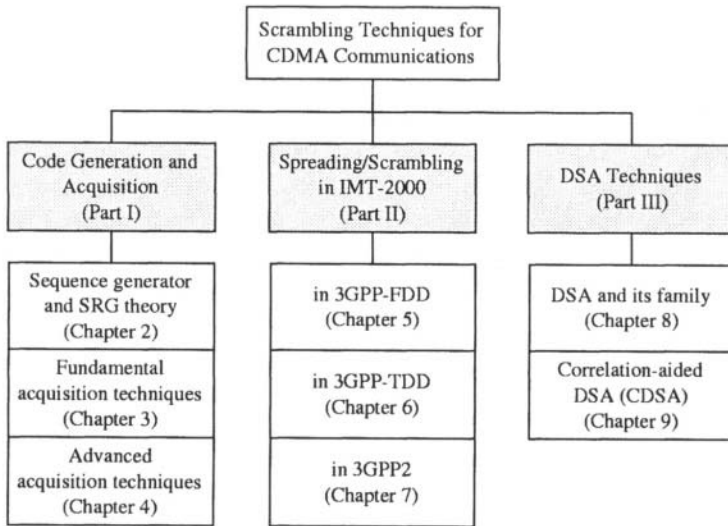 Scrambling Techniques for
CDMA Communications
Code Generation and
Acquisition
(Part I)
Spreading/Scrambling
in IMT-2000
(Part II)
DSA Techniques
(Part III)
Sequence generator
and SRG theory
(Chapter 2)
Fundamental
acquisition techniques
(Chapter 3)
Advanced
acquisition techniques
(Chapter 4)
in 3GPP-FDD
(Chapter 5)
in 3GPP-TDD
(Chapter 6)
in 3GPP2
(Chapter 7)
DSA and its family
(Chapter 8)
Correlation-aided
DSA (CDSA)
(Chapter 9)